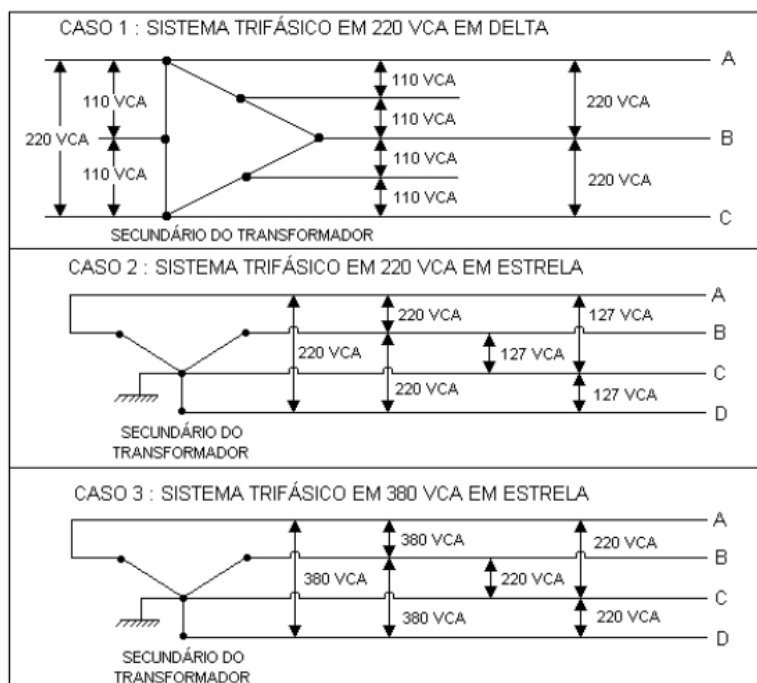 CASO 1 : SISTEMA TRIFÁSICO EM 220 VCA EM DELTA
A
110 VCA
110 VCA
220 VCA
110 VCA
220 VCA
B
110 VCA
110 VCA
220 VCA
110 VCA
C
SECUNDÁRIO DO TRANSFORMADOR
CASO 2 : SISTEMA TRIFÁSICO EM 220 VCA EM ESTRELA
A
220 VCA
127 VCA
B
220 VCA
127 VCA
C
220 VCA
127 VCA
D
SECUNDÁRIO DO
TRANSFORMADOR
CASO 3 : SISTEMA TRIFÁSICO EM 380 VCA EM ESTRELA
A
380 VCA
220 VCA
B
380 VCA
220 VCA
C
380 VCA
220 VCA
D
SECUNDÁRIO DO
TRANSFORMADOR